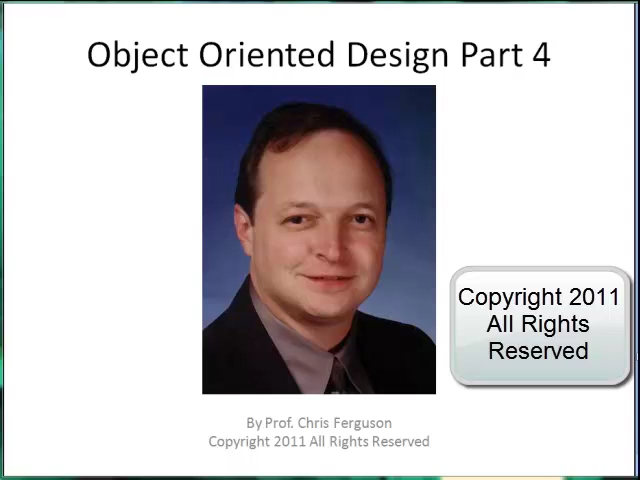 Object Oriented Design Part 4
Copyright 2011
All Rights
Reserved
By Prof. Chris Ferguson
Copyright 2011 All Rights Reserved